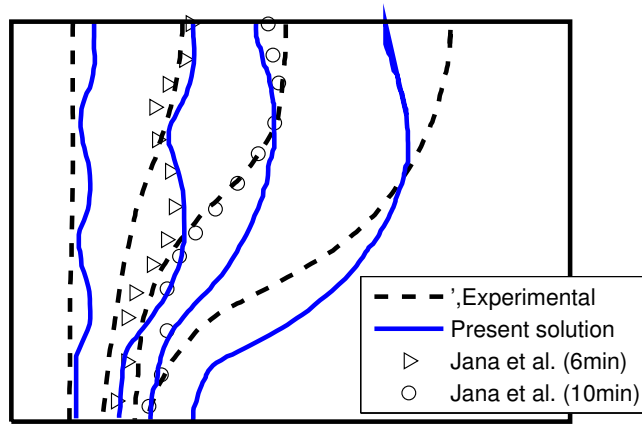 ',Experimental
Present solution
Jana et al. (6min)
Jana et al. (10min)